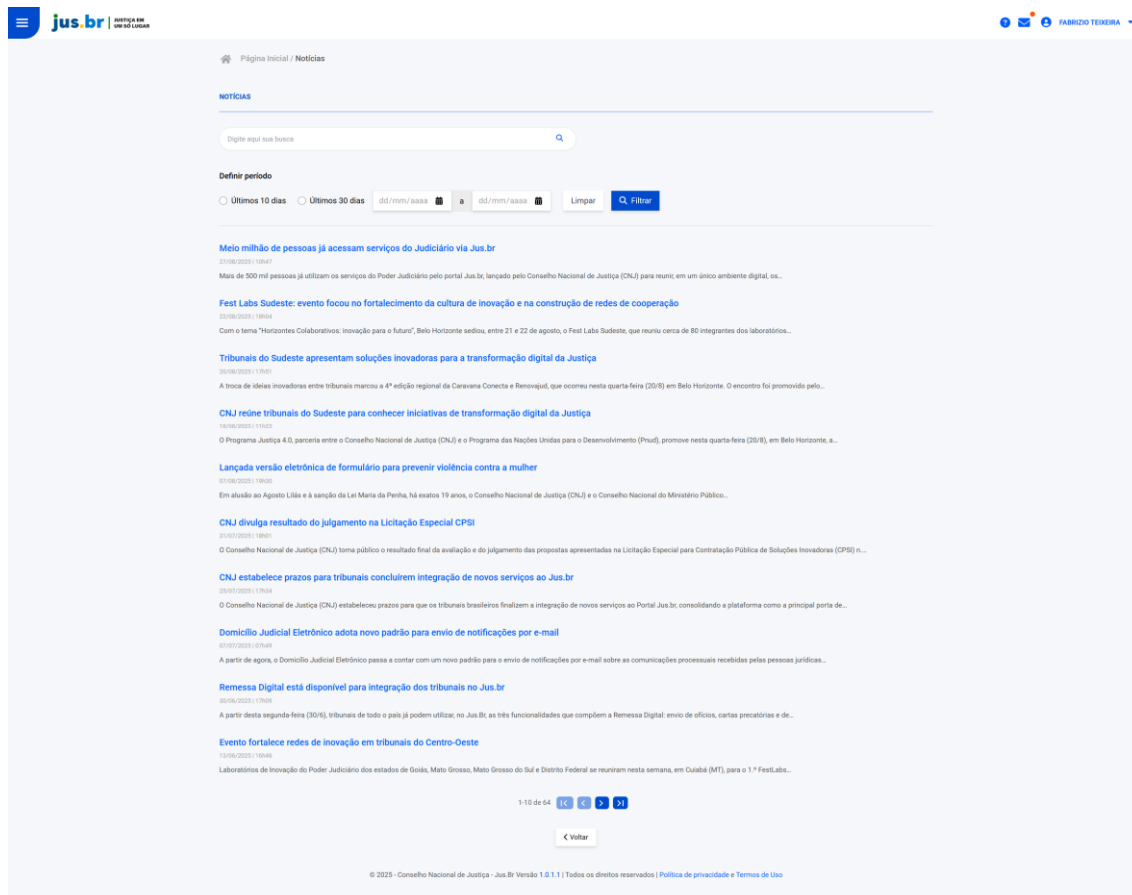 jus.br | JUSTIÇA EM
UM SÓ LUGAR
FABRIZIO TEIXEIRA
Página Inicial / Notícias
NOTÍCIAS
Digite aqui sua busca
Definir período
Últimos 10 dias Últimos 30 dias dd/mm/aaaa a dd/mm/aaaa Limpar Filtrar
Meio milhão de pessoas já acessam serviços do Judiciário via Jus.br
27/08/2025 | 10h47
Mais de 500 mil pessoas já utilizam os serviços do Poder Judiciário pelo portal Jus.br, lançado pelo Conselho Nacional de Justiça (CNJ) para reunir, em um único ambiente digital, os...
Fest Labs Sudeste: evento focou no fortalecimento da cultura de inovação e na construção de redes de cooperação
22/08/2025 | 18h04
Com o tema "Horizontes Colaborativos: inovação para o futuro", Belo Horizonte sediou, entre 21 e 22 de agosto, o Fest Labs Sudeste, que reuniu cerca de 80 integrantes dos laboratórios...
Tribunais do Sudeste apresentam soluções inovadoras para a transformação digital da Justiça
20/08/2025 | 17h51
A troca de ideias inovadoras entre tribunais marcou a 4ª edição regional da Caravana Conecta e Renovajud, que ocorreu nesta quarta-feira (20/8) em Belo Horizonte. O encontro foi promovido pelo...
CNJ reúne tribunais do Sudeste para conhecer iniciativas de transformação digital da Justiça
11h23
O Programa Justiça 4.0, parceria entre o Conselho Nacional de Justiça (CNJ) e o Programa das Nações Unidas para o Desenvolvimento (Pnud), promove nesta quarta-feira (20/8), em Belo Horizonte, a...
Lançada versão eletrônica de formulário para prevenir violência contra a mulher
07/08/2025 |
Em alusão ao Agosto Lilás e à sanção da Lei Maria da Penha, há exatos 19 anos, o Conselho Nacional de Justiça (CNJ) e o Conselho Nacional do Ministério Público...
CNJ divulga resultado do julgamento na Licitação Especial CPSI
31/07/2025 | 18h01
O Conselho Nacional de Justiça (CNJ) torna público o resultado final da avaliação e do julgamento das propostas apresentadas na Licitação Especial para Contratação Pública de Soluções Inovadoras (CPSI) n...
CNJ estabelece prazos para tribunais concluírem integração de novos serviços ao Jus.br
25/07/2025 | 17h34
O Conselho Nacional de Justiça (CNJ) estabeleceu prazos para que os tribunais brasileiros finalizem a integração de novos serviços ao Portal Jus.br, consolidando a plataforma como a principal porta de...
Domicílio Judicial Eletrônico adota novo padrão para envio de notificações por e-mail
07/07/2025 | 07h49
A partir de agora, o Domicílio Judicial Eletrônico passa a contar com um novo padrão para o envio de notificações por e-mail sobre as comunicações processuais recebidas pelas pessoas jurídicas...
Remessa Digital está disponível para integração dos tribunais no Jus.br
30/06/2025 | 17h39
A partir desta segunda-feira (30/6), tribunais de todo o país já podem utilizar, no Jus.Br, as três funcionalidades que compõem a Remessa Digital: envio de ofícios, cartas precatórias e de...
Evento fortalece redes de inovação em tribunais do Centro-Oeste
13/06/2025 | 16h46
Laboratórios de Inovação do Poder Judiciário dos estados de Goiás, Mato Grosso, Mato Grosso do Sul e Distrito Federal se reuniram nesta semana, em Cuiabá (MT), para o 1.º FestLabs...
1-10 de 64
Voltar
© 2025 - Conselho Nacional de Justiça - Jus.Br Versão 1.0.1.1 | Todos os direitos reservados | Política de privacidade e Termos de Uso